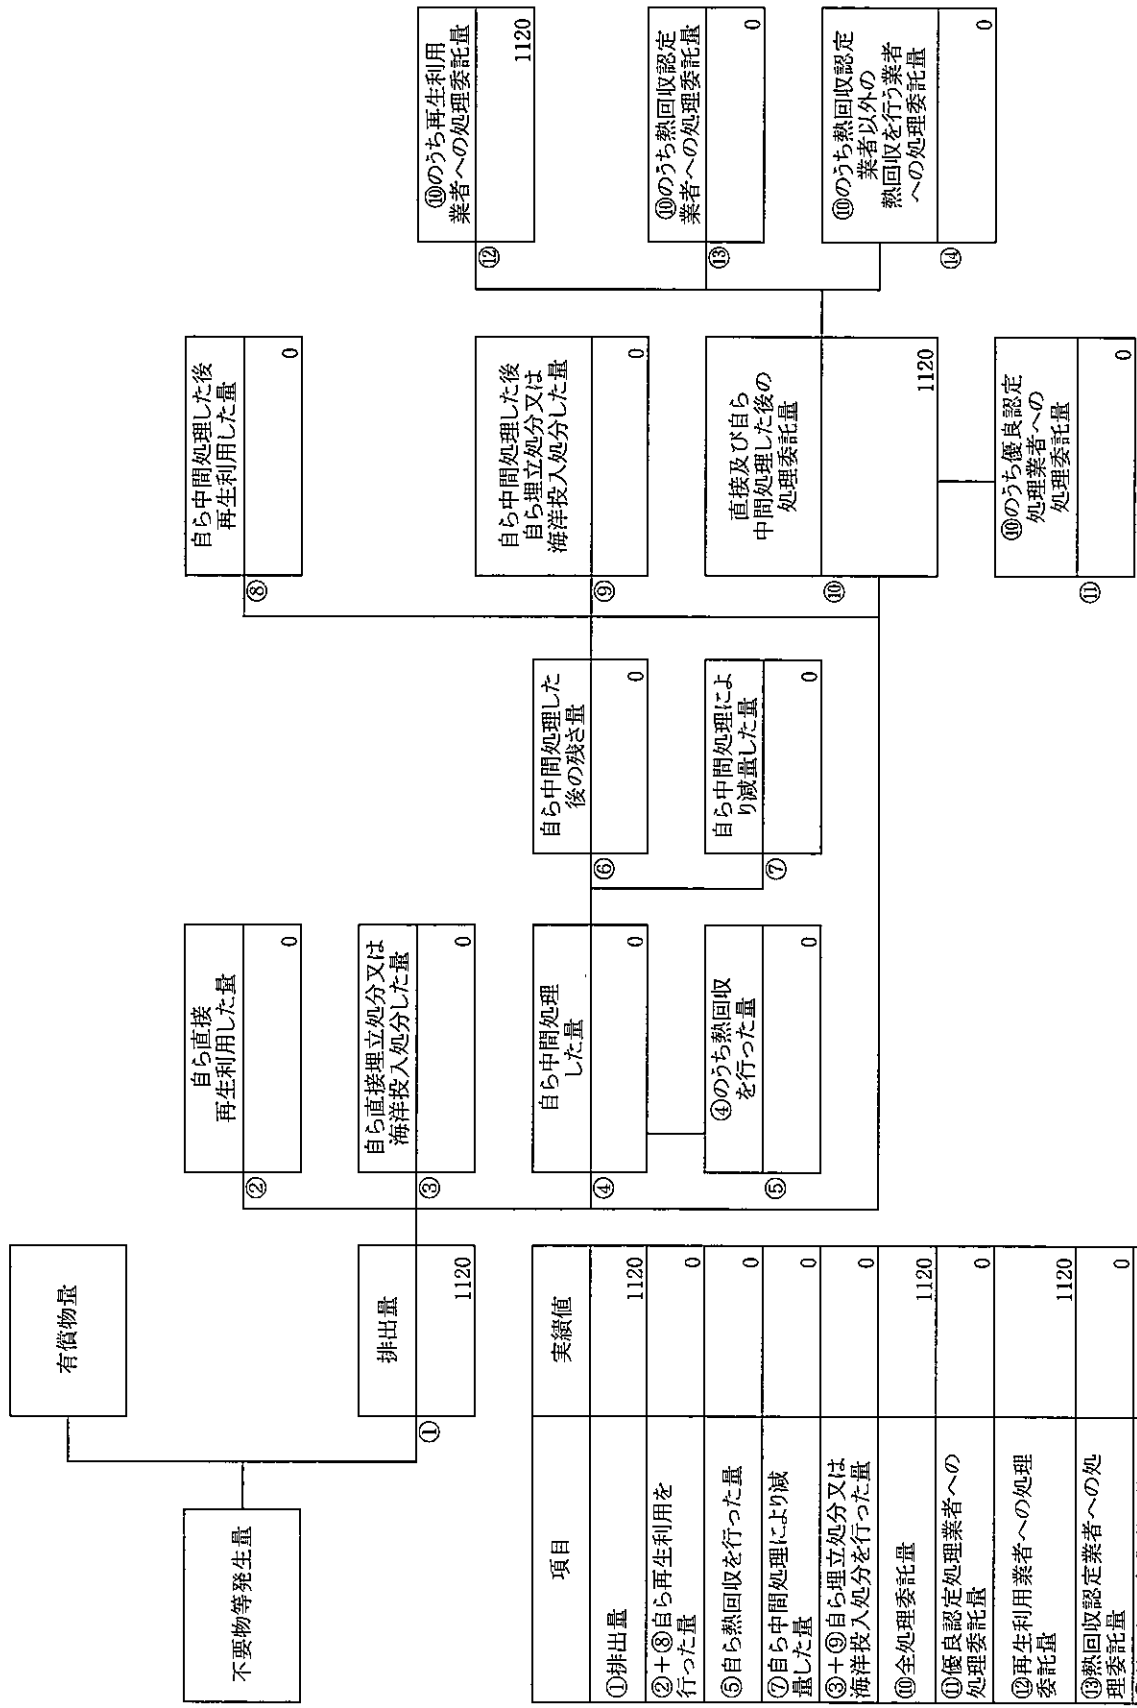 不要物等発生量
有償物量
排出量
①
1120
②
自ら直接
再生利用した量
0
③
自ら直接埋立処分又は
海洋投入処分した量
0
④
自ら中間処理
した量
0
⑤
④のうち熱回収
を行った量
0
⑥
自ら中間処理した
後の残さ量
0
⑦
自ら中間処理によ
り減量した量
0
⑧
自ら中間処理した後
再生利用した量
0
⑨
自ら中間処理した後
自ら埋立処分又は
海洋投入処分した量
0
⑩
直接及び自ら
中間処理した後の
処理委託量
1120
⑪
⑩のうち優良認定
処理業者への
処理委託量
0
⑫
⑩のうち再生利用
業者への処理委託量
1120
⑬
⑩のうち熱回収認定
業者への処理委託量
0
⑭
⑩のうち熱回収認定
業者以外の
熱回収を行う業者
への処理委託量
0
項目
実績値
①排出量
1120
②+⑧自ら再生利用を
行った量
0
⑤自ら熱回収を行った量
0
⑦自ら中間処理により減
量した量
0
③+⑨自ら埋立処分又は
海洋投入処分を行った量
0
⑩全処理委託量
1120
⑪優良認定処理業者への
処理委託量
0
⑫再生利用業者への処理
委託量
1120
⑬熱回収認定業者への処
理委託量
0